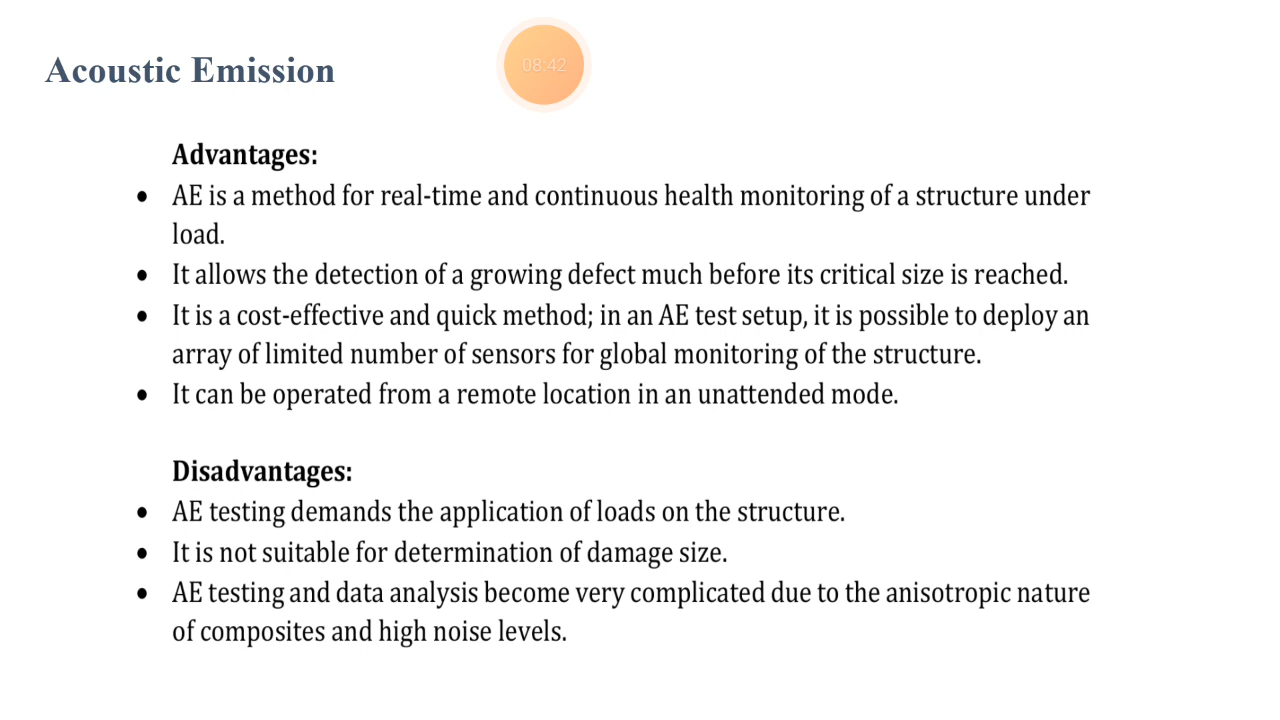 Acoustic Emission
08:42
Advantages:
• AE is a method for real-time and continuous health monitoring of a structure under
load.
• It allows the detection of a growing defect much before its critical size is reached.
• It is a cost-effective and quick method; in an AE test setup, it is possible to deploy an
array of limited number of sensors for global monitoring of the structure.
• It can be operated from a remote location in an unattended mode.
Disadvantages:
• AE testing demands the application of loads on the structure.
• It is not suitable for determination of damage size.
• AE testing and data analysis become very complicated due to the anisotropic nature
of composites and high noise levels.